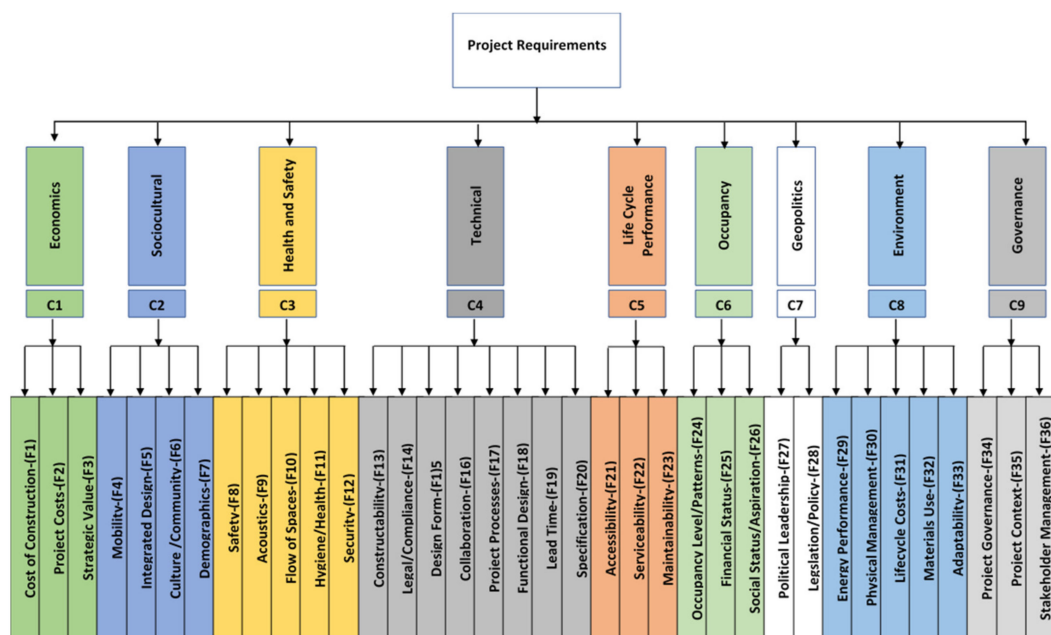 Project Requirements
Economics
Sociocultural
Health and Safety
Technical
Life Cycle
Performance
Occupancy
Geopolitics
Environment
Governance
C1
C2
C3
C4
C5
C6
C7
C8
C9
Cost of Construction-(F1)
Project Costs-(F2)
Strategic Value-(F3)
Mobility-(F4)
Integrated Design-(F5)
Culture /Community-(F6)
Demographics-(F7)
Safety-(F8)
Acoustics-(F9)
Flow of Spaces-(F10)
Hygiene/Health-(F11)
Security-(F12)
Constructability-(F13)
Legal/Compliance-(F14)
Design Form-(F1)5
Collaboration-(F16)
Project Processes-(F17)
Functional Design-(F18)
Lead Time-(F19)
Specification-(F20)
Accessibility-(F21)
Serviceability-(F22)
Maintainability-(F23)
Occupancy Level/Patterns-(F24)
Financial Status-(F25)
Social Status/Aspiration-(F26)
Political Leadership-(F27)
Legslation/Policy-(F28)
Energy Performance-(F29)
Physical Management-(F30)
Lifecycle Costs-(F31)
Materials Use-(F32)
Adaptability-(F33)
Project Governance-(F34)
Project Context-(F35)
Stakeholder Management-(F36)